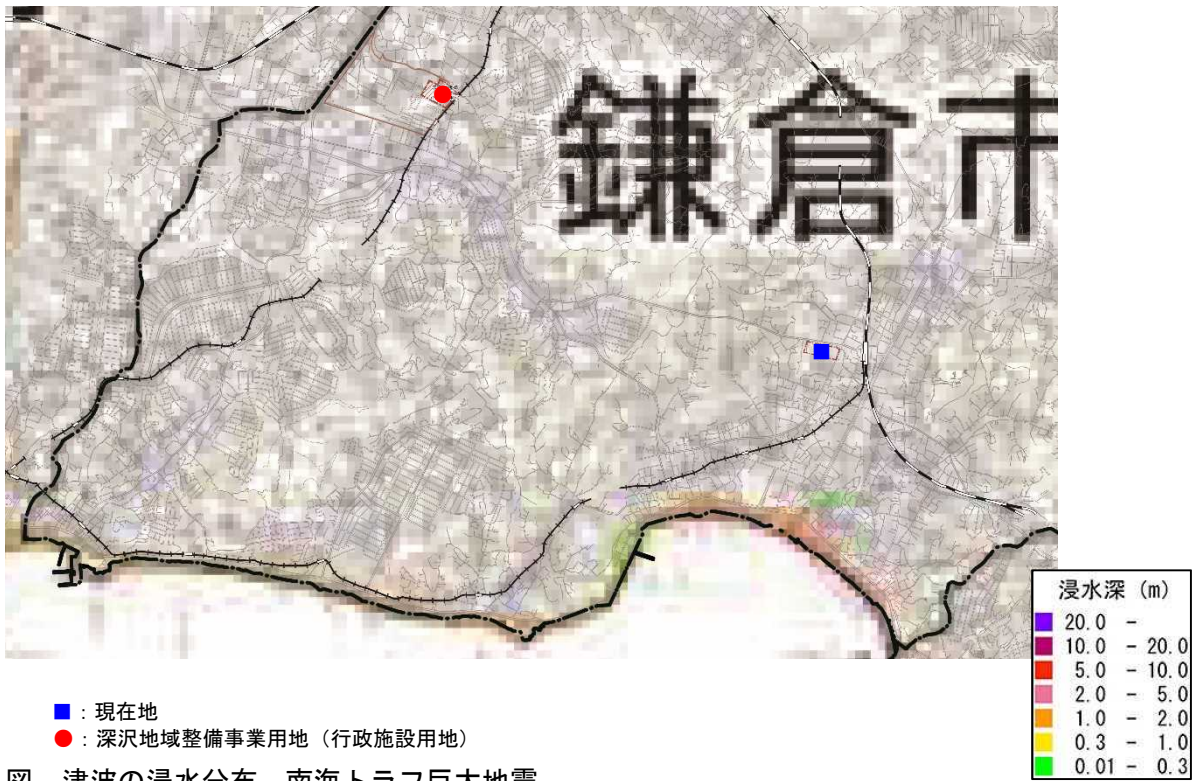 鎌倉市
浸水深 (m)
20.0 -
10.0 - 20.0
5.0 - 10.0
2.0 - 5.0
1.0 - 2.0
0.3 - 1.0
0.01 - 0.3
■：現在地
●：深沢地域整備事業用地（行政施設用地）
図 津波の浸水分布 南海トラフ巨大地震